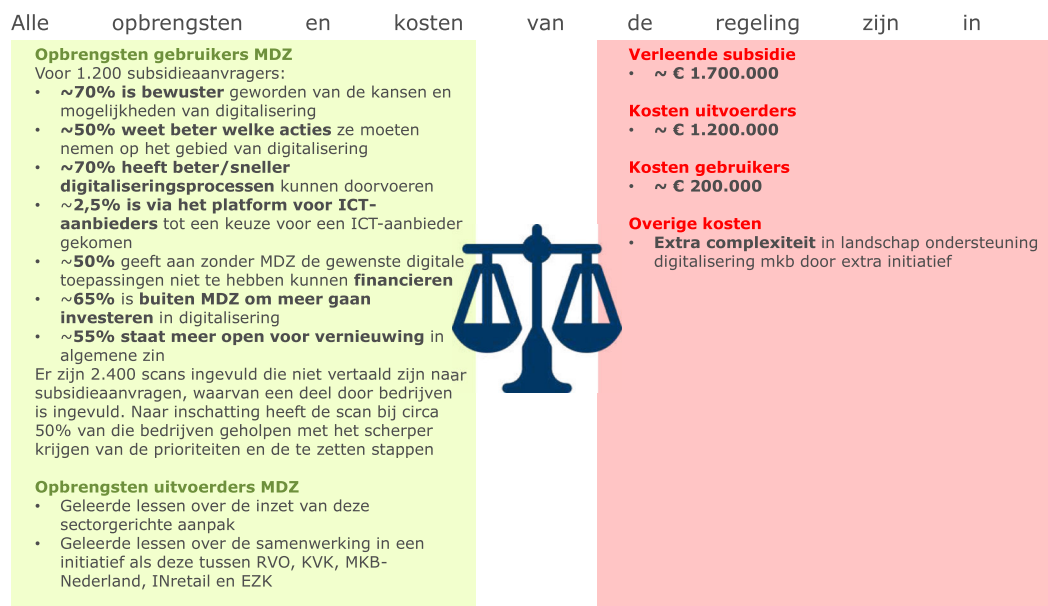 Alle opbrengsten en kosten van de regeling zijn in
Opbrengsten gebruikers MDZ
Voor 1.200 subsidieaanvragers:
• ~70% is bewuster geworden van de kansen en
mogelijkheden van digitalisering
• ~50% weet beter welke acties ze moeten
nemen op het gebied van digitalisering
• ~70% heeft beter/sneller
digitaliseringsprocessen kunnen doorvoeren
• ~2,5% is via het platform voor ICT-
aanbieders tot een keuze voor een ICT-aanbieder
gekomen
• ~50% geeft aan zonder MDZ de gewenste digitale
toepassingen niet te hebben kunnen financieren
• ~65% is buiten MDZ om meer gaan
investeren in digitalisering
• ~55% staat meer open voor vernieuwing in
algemene zin
Er zijn 2.400 scans ingevuld die niet vertaald zijn naar
subsidieaanvragen, waarvan een deel door bedrijven
is ingevuld. Naar inschatting heeft de scan bij circa
50% van die bedrijven geholpen met het scherper
krijgen van de prioriteiten en de te zetten stappen
Opbrengsten uitvoerders MDZ
• Geleerde lessen over de inzet van deze
sectorgerichte aanpak
• Geleerde lessen over de samenwerking in een
initiatief als deze tussen RVO, KVK, MKB-
Nederland, INretail en EZK
Verleende subsidie
• ~ € 1.700.000
Kosten uitvoerders
• ~ € 1.200.000
Kosten gebruikers
• ~ € 200.000
Overige kosten
• Extra complexiteit in landschap ondersteuning
digitalisering mkb door extra initiatief